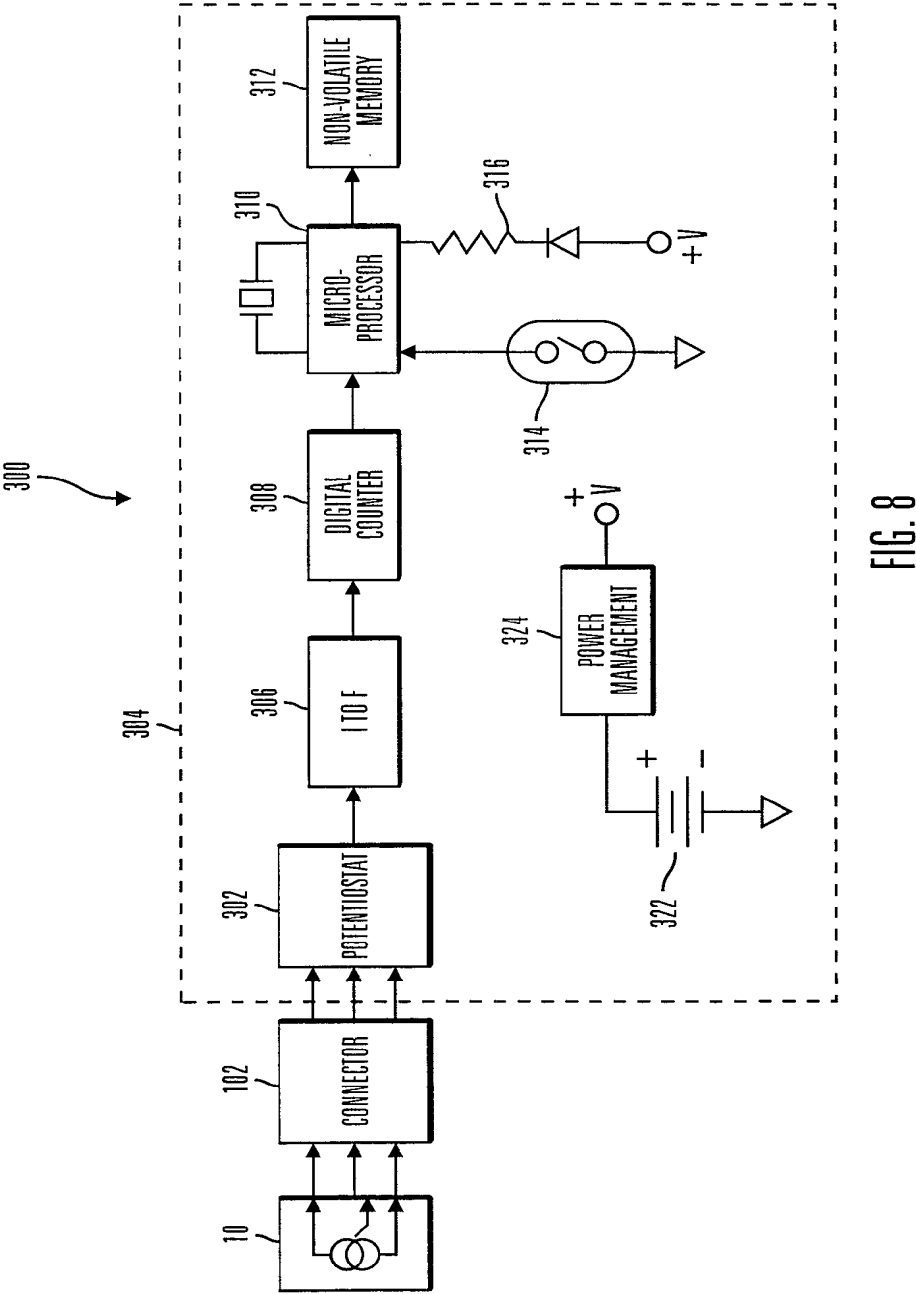 300
304
10
102
CONNECTOR
302
POTENTIOSTAT
306
I TO F
308
DIGITAL
COUNTER
310
MICRO-
PROCESSOR
312
NON-VOLATILE
MEMORY
314
316
+V
322
+
-
324
POWER
MANAGEMENT
+V
FIG. 8